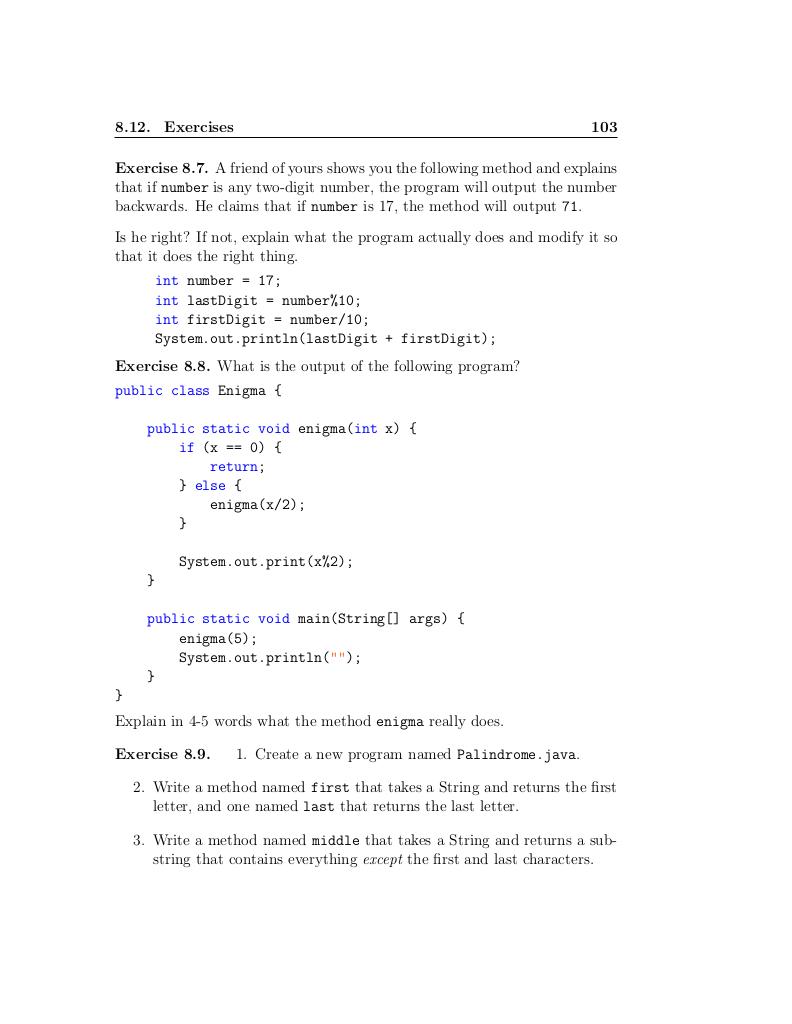 8.12. Exercises 103
Exercise 8.7. A friend of yours shows you the following method and explains
that if number is any two-digit number, the program will output the number
backwards. He claims that if number is 17, the method will output 71.
Is he right? If not, explain what the program actually does and modify it so
that it does the right thing.
int number = 17;
int lastDigit = number%10;
int firstDigit = number/10;
System.out.println(lastDigit + firstDigit);
Exercise 8.8. What is the output of the following program?
public class Enigma {
public static void enigma(int x) {
if (x == 0) {
return;
} else {
enigma(x/2);
}
System.out.print(x%2);
}
public static void main(String[] args) {
enigma(5);
System.out.println("");
}
}
Explain in 4-5 words what the method enigma really does.
Exercise 8.9. 1. Create a new program named Palindrome.java.
2. Write a method named first that takes a String and returns the first
letter, and one named last that returns the last letter.
3. Write a method named middle that takes a String and returns a sub-
string that contains everything except the first and last characters.